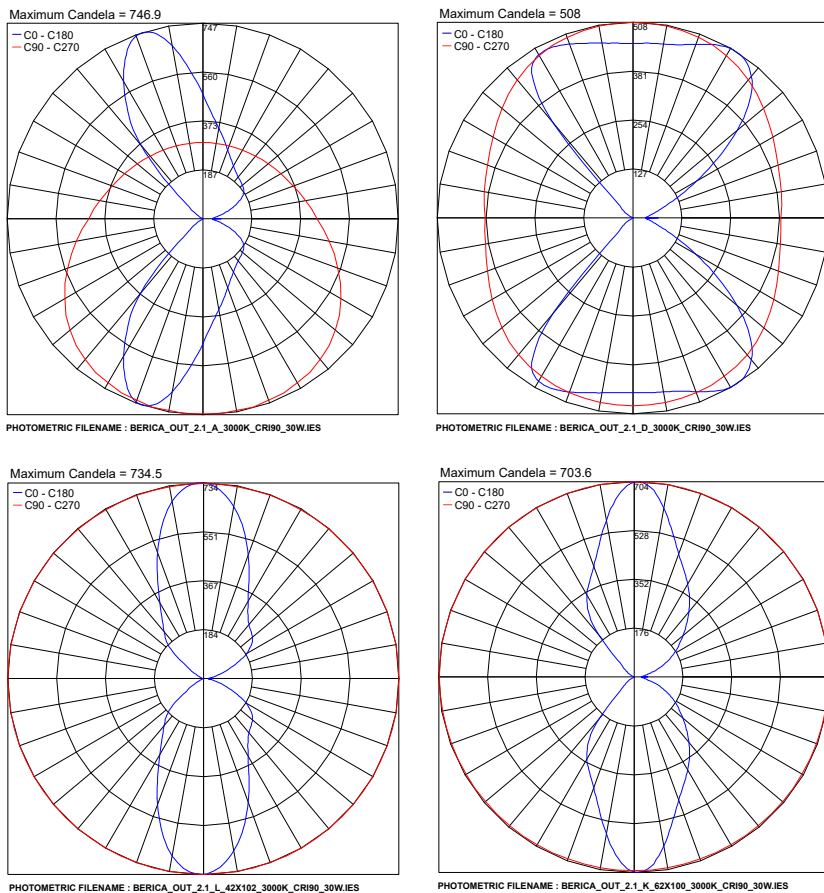 Maximum Candela = 746.9
C0 - C180
C90 - C270
747
560
373
187
PHOTOMETRIC FILENAME : BERICA_OUT_2.1_A_3000K_CRI90_30W.IES
Maximum Candela = 508
C0 - C180
C90 - C270
508
381
254
127
PHOTOMETRIC FILENAME : BERICA_OUT_2.1_D_3000K_CRI90_30W.IES
Maximum Candela = 734.5
C0 - C180
C90 - C270
734
551
367
184
PHOTOMETRIC FILENAME : BERICA_OUT_2.1_L_42X102_3000K_CRI90_30W.IES
Maximum Candela = 703.6
C0 - C180
C90 - C270
704
528
352
176
PHOTOMETRIC FILENAME : BERICA_OUT_2.1_K_62X100_3000K_CRI90_30W.IES